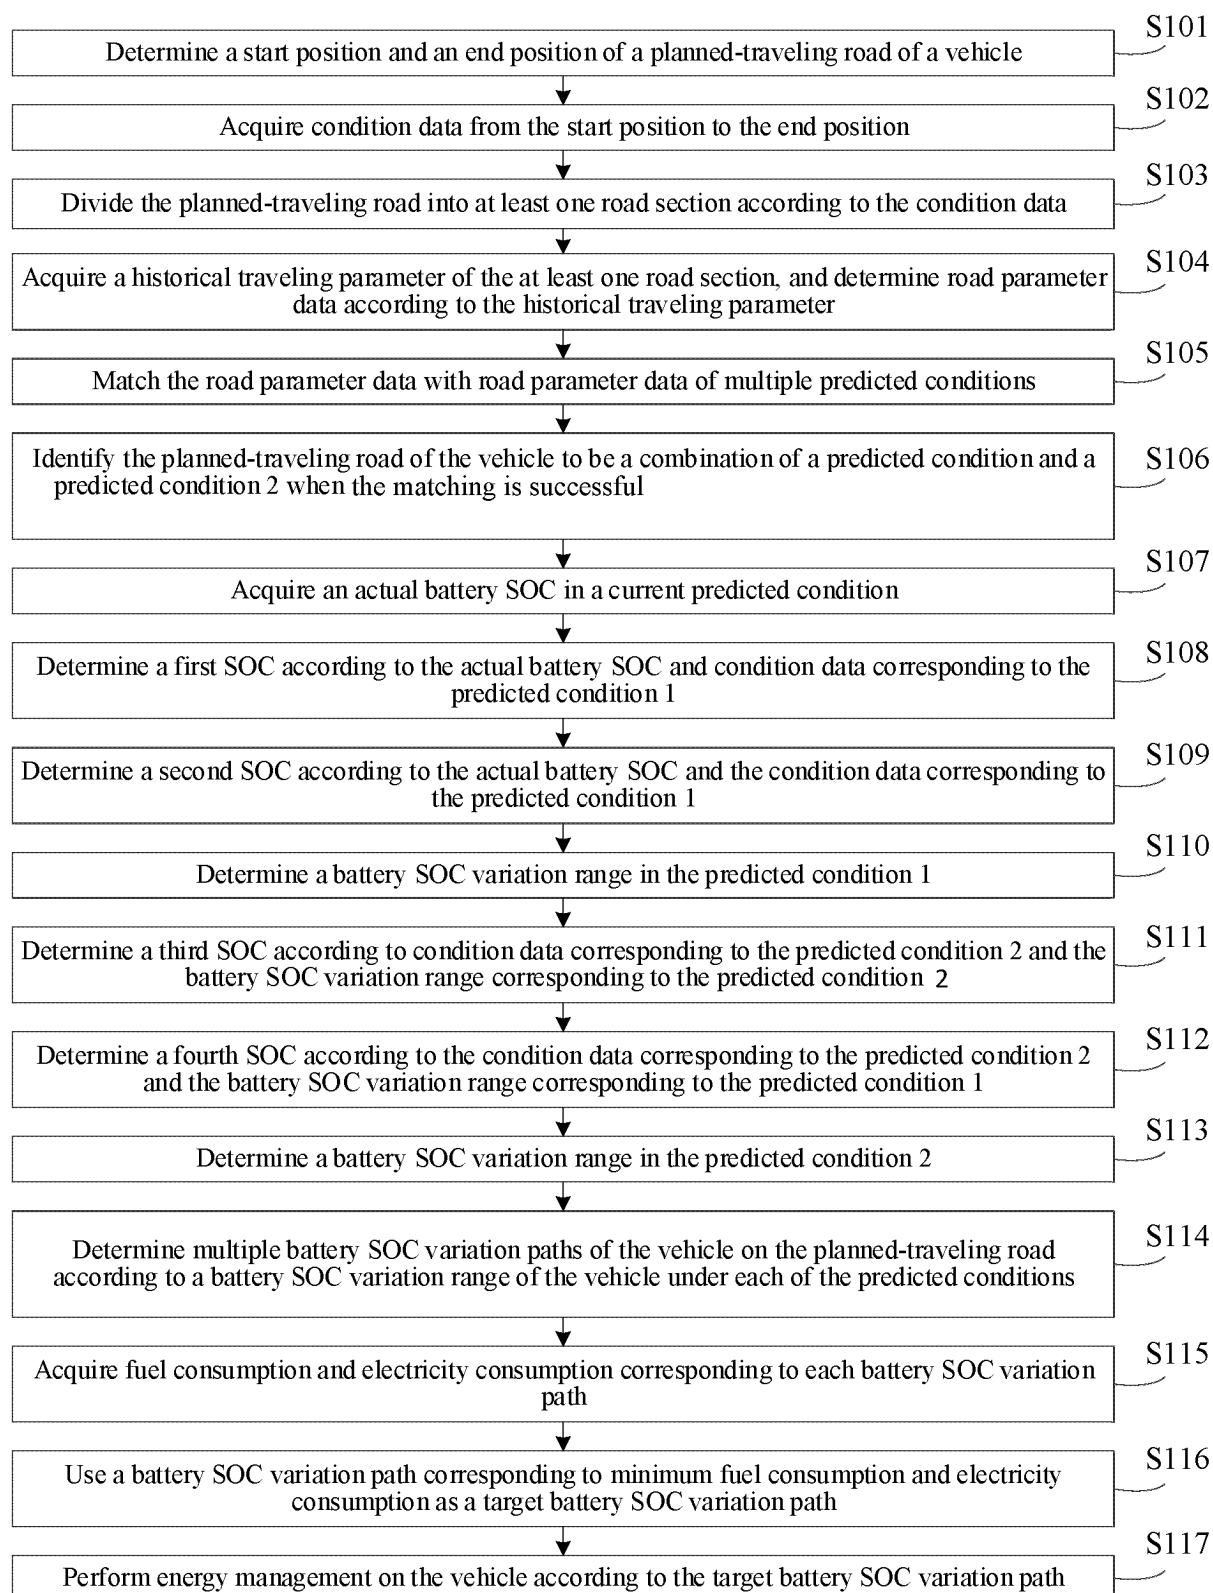 S101
Determine a start position and an end position of a planned-traveling road of a vehicle
S102
Acquire condition data from the start position to the end position
S103
Divide the planned-traveling road into at least one road section according to the condition data
S104
Acquire a historical traveling parameter of the at least one road section, and determine road parameter
data according to the historical traveling parameter
S105
Match the road parameter data with road parameter data of multiple predicted conditions
S106
Identify the planned-traveling road of the vehicle to be a combination of a predicted condition and a
predicted condition 2 when the matching is successful
S107
Acquire an actual battery SOC in a current predicted condition
S108
Determine a first SOC according to the actual battery SOC and condition data corresponding to the
predicted condition 1
S109
Determine a second SOC according to the actual battery SOC and the condition data corresponding to
the predicted condition 1
S110
Determine a battery SOC variation range in the predicted condition 1
S111
Determine a third SOC according to condition data corresponding to the predicted condition 2 and the
battery SOC variation range corresponding to the predicted condition 2
S112
Determine a fourth SOC according to the condition data corresponding to the predicted condition 2
and the battery SOC variation range corresponding to the predicted condition 1
S113
Determine a battery SOC variation range in the predicted condition 2
S114
Determine multiple battery SOC variation paths of the vehicle on the planned-traveling road
according to a battery SOC variation range of the vehicle under each of the predicted conditions
S115
Acquire fuel consumption and electricity consumption corresponding to each battery SOC variation
path
S116
Use a battery SOC variation path corresponding to minimum fuel consumption and electricity
consumption as a target battery SOC variation path
S117
Perform energy management on the vehicle according to the target battery SOC variation path